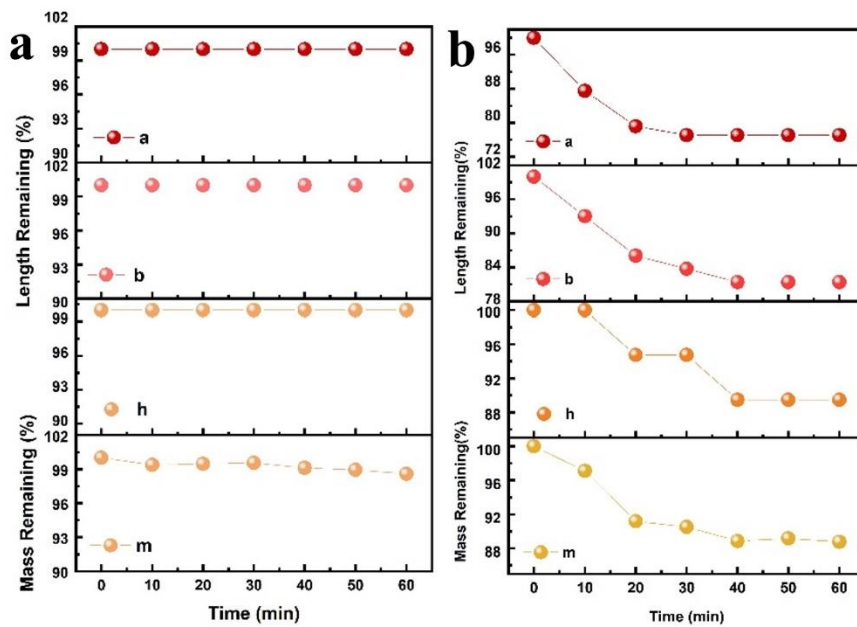 a
Length Remaining (%)
Mass Remaining (%)
102
99
96
93
90
a
102
99
96
93
b
90
99
96
93
90
h
102
99
96
93
90
m
0 10 20 30 40 50 60
Time (min)
b
Length Remaining(%)
Mass Remaining(%)
96
88
80
72
a
102
96
90
84
78
b
100
96
92
88
h
100
96
92
88
m
0 10 20 30 40 50 60
Time (min)